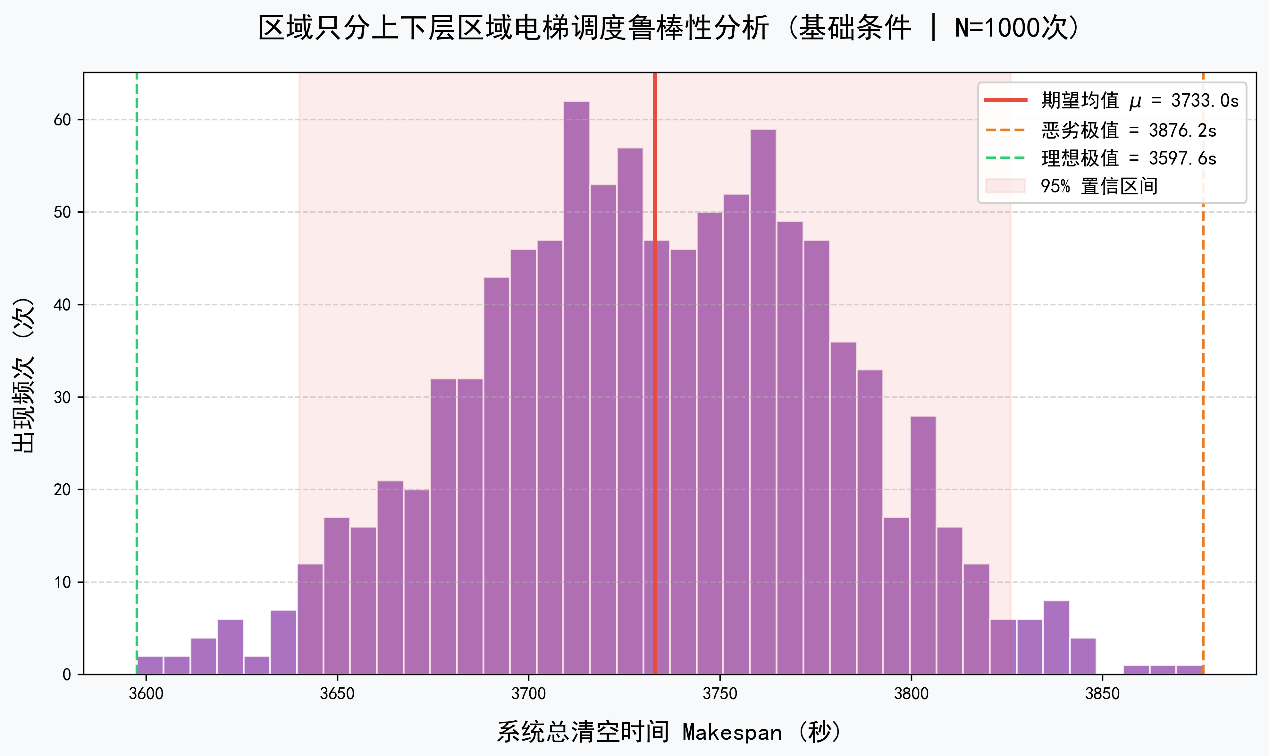 区域只分上下层区域电梯调度鲁棒性分析 (基础条件 | N=1000次)
期望均值 μ = 3733.0s
恶劣极值 = 3876.2s
理想极值 = 3597.6s
95% 置信区间
出现频次 (次)
60
50
40
30
20
10
0
3600 3650 3700 3750 3800 3850
系统总清空时间 Makespan (秒)